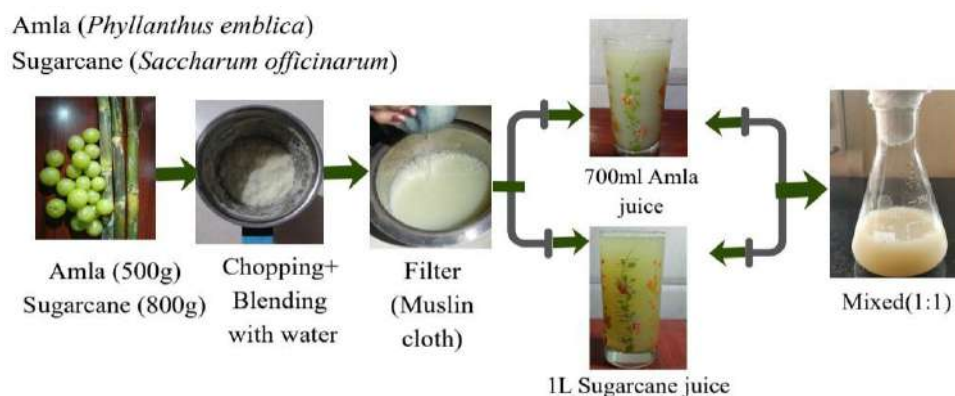 Amla (Phyllanthus emblica)
Sugarcane (Saccharum officinarum)
Amla (500g)
Sugarcane (800g)
Chopping+
Blending
with water
Filter
(Muslin
cloth)
700ml Amla
juice
1L Sugarcane juice
Mixed(1:1)